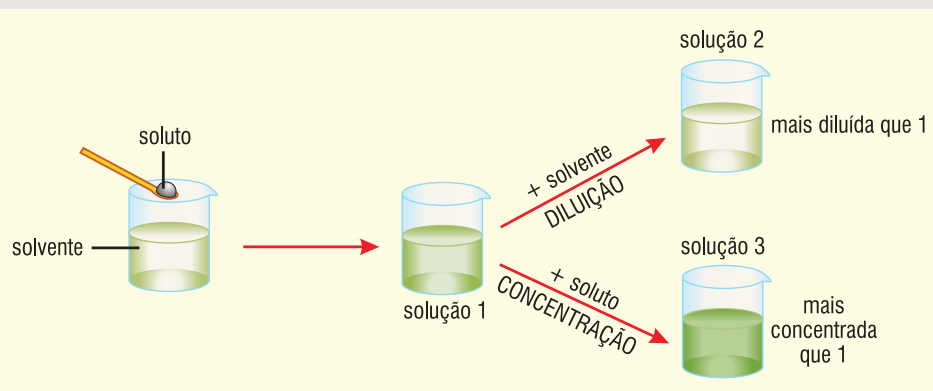 soluto
solvente
solução 1
+ solvente
DILUIÇÃO
solução 2
mais diluída que 1
+ soluto
CONCENTRAÇÃO
solução 3
mais
concentrada
que 1